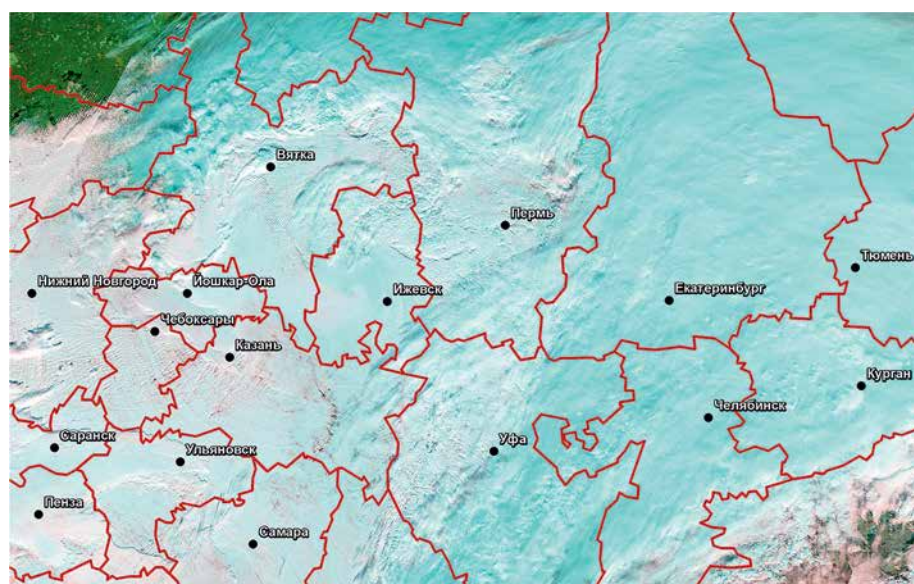 Вятка
Пермь
Тюмень
Нижний Новгород
Йошкар-Ола
Ижевск
Екатеринбург
Чебоксары
Казань
Курган
Челябинск
Саранск
Ульяновск
Уфа
Пенза
Самара